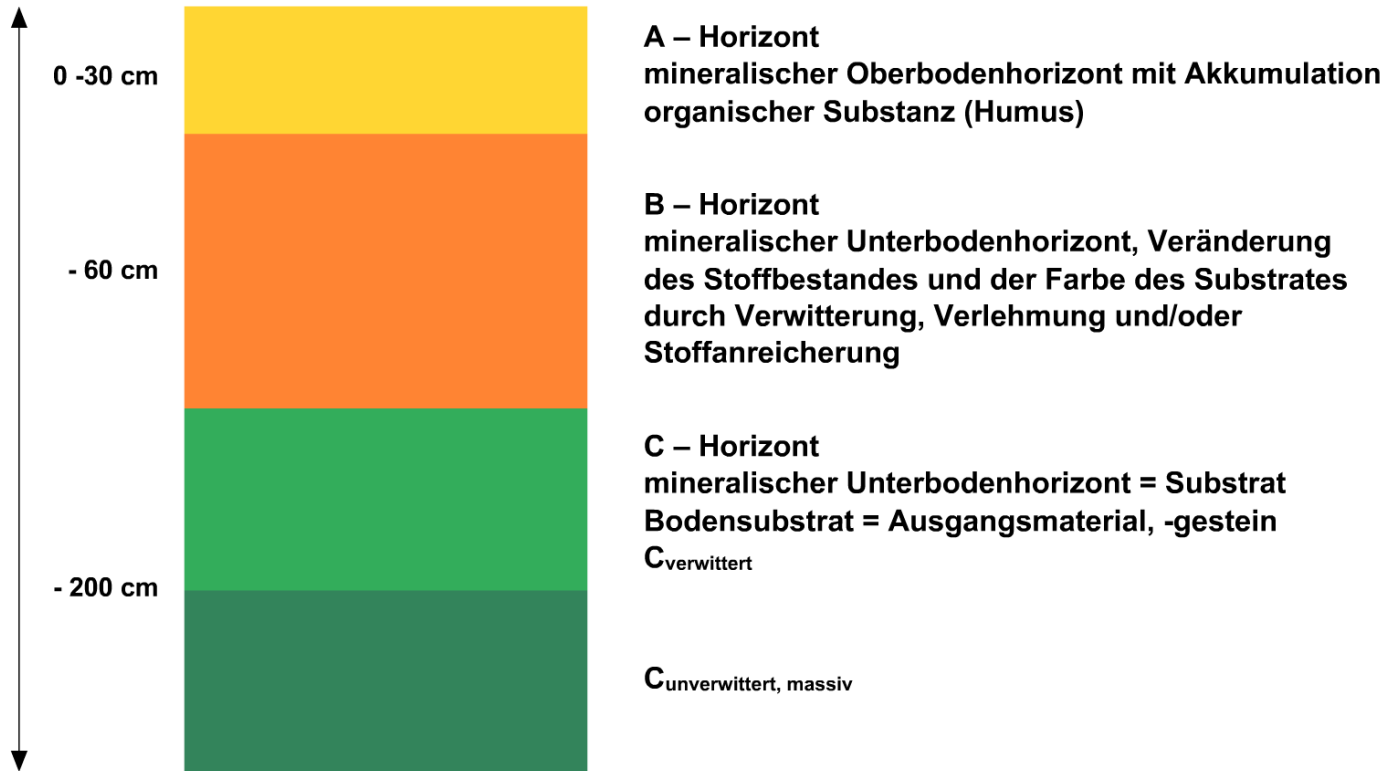 0 -30 cm
A – Horizont
mineralischer Oberbodenhorizont mit Akkumulation
organischer Substanz (Humus)
- 60 cm
B – Horizont
mineralischer Unterbodenhorizont, Veränderung
des Stoffbestandes und der Farbe des Substrates
durch Verwitterung, Verlehmung und/oder
Stoffanreicherung
- 200 cm
C – Horizont
mineralischer Unterbodenhorizont = Substrat
Bodensubstrat = Ausgangsmaterial, -gestein
Cverwittert
Cunverwittert, massiv